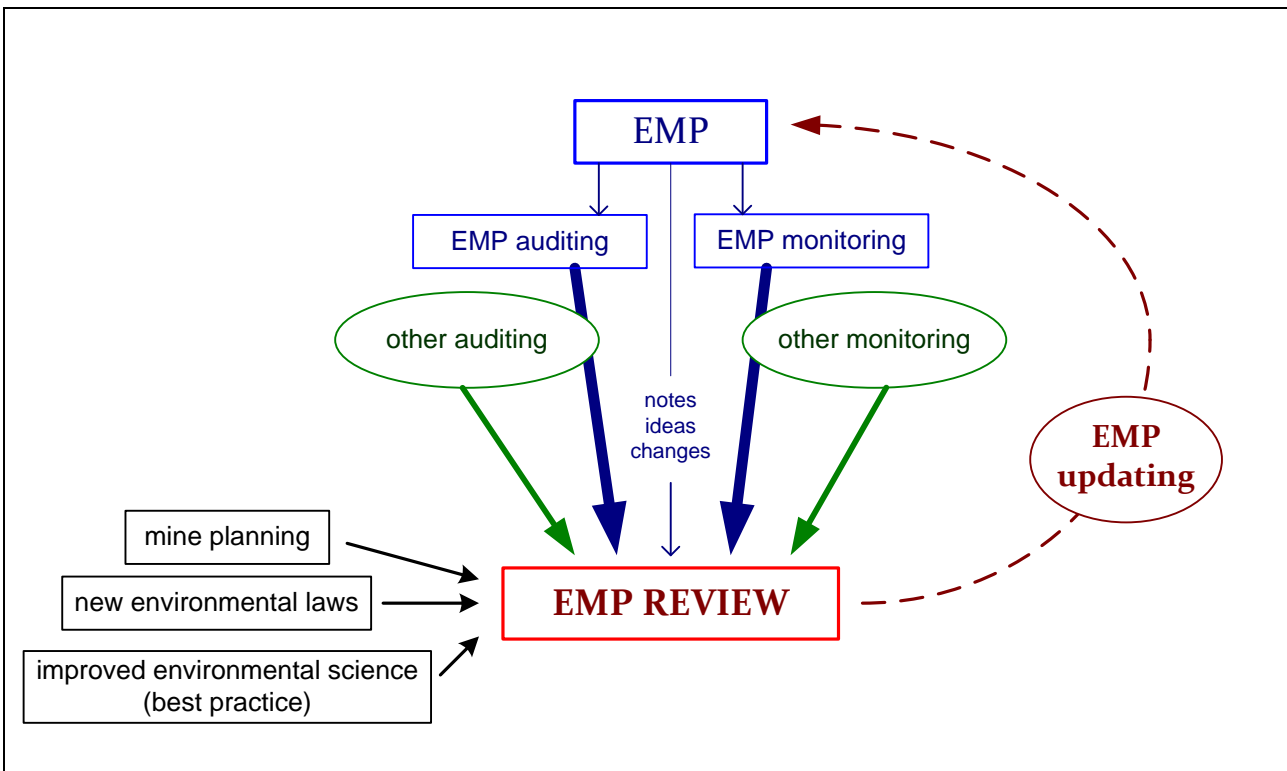 EMP
EMP auditing
EMP monitoring
other auditing
other monitoring
notes
ideas
changes
EMP
updating
mine planning
new environmental laws
EMP REVIEW
improved environmental science
(best practice)